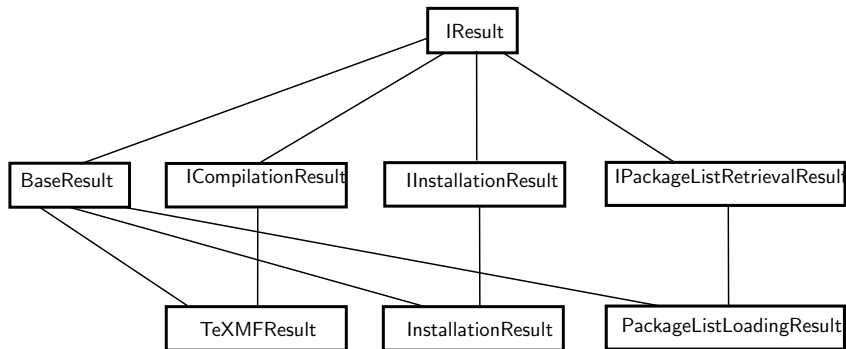 IResult
BaseResult
ICompilationResult
IInstallationResult
IPackageListRetrievalResult
TeXMFResult
InstallationResult
PackageListLoadingResult